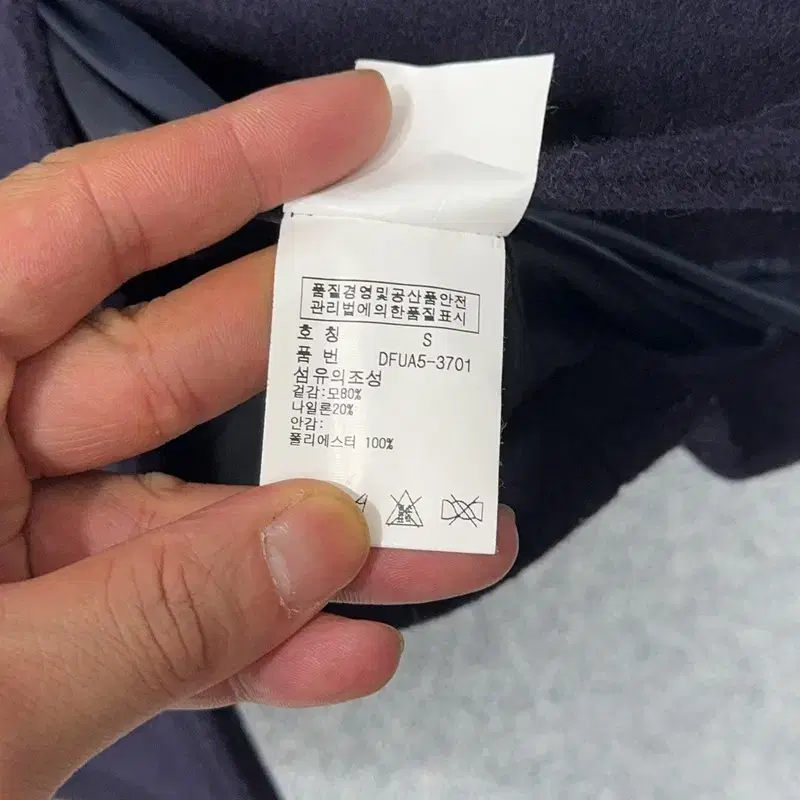 품질경영및공산품안전
관리법에의한품질표시
호 칭 S
품 번 DFUA5-3701
섬유의조성
겉감:모80%
나일론20%
안감:
폴리에스터 100%